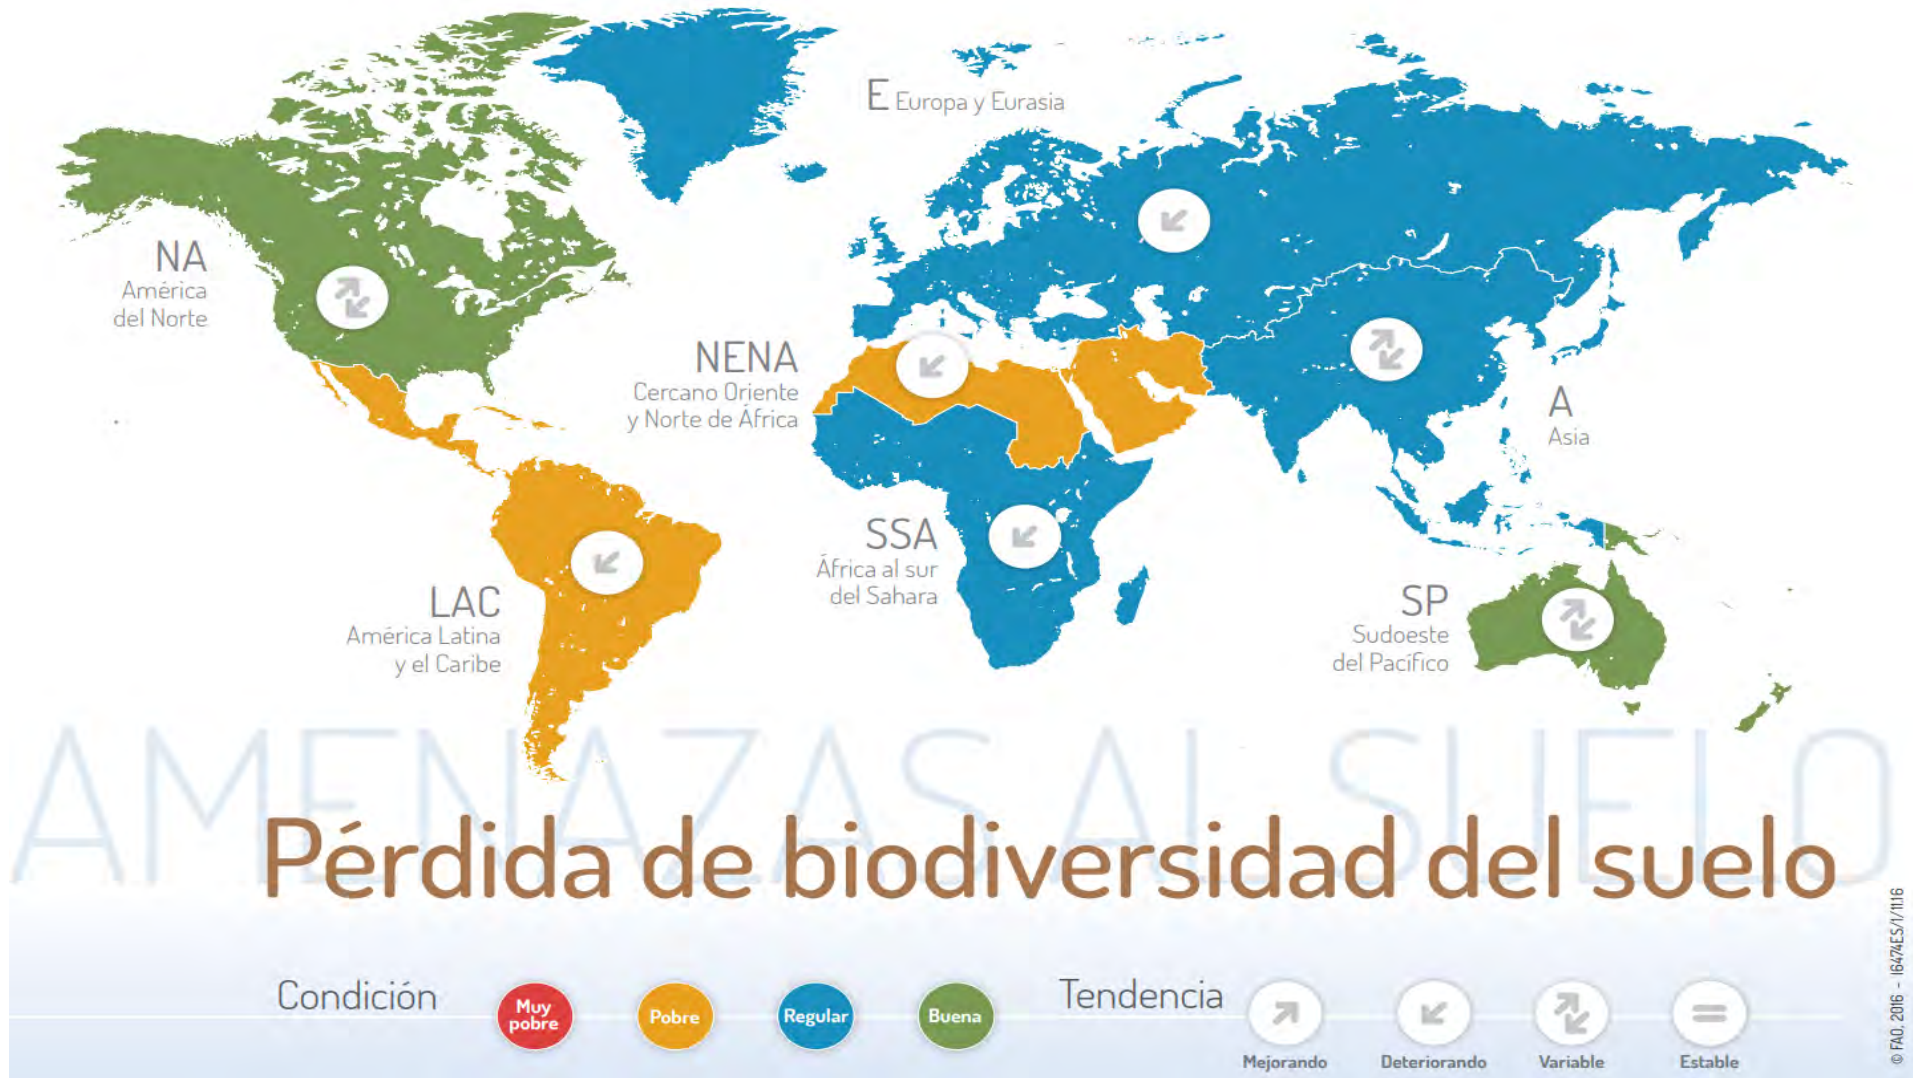 E Europa y Eurasia
NA
América
del Norte
NENA
Cercano Oriente
y Norte de África
A
Asia
SSA
África al sur
del Sahara
LAC
América Latina
y el Caribe
SP
Sudoeste
del Pacífico
AMENAZAS AL SUELO
Pérdida de biodiversidad del suelo
Condición
Muy
pobre
Pobre
Regular
Buena
Tendencia
Mejorando
Deteriorando
Variable
Estable
© FAO, 2016 - I6474ES/1/11.16